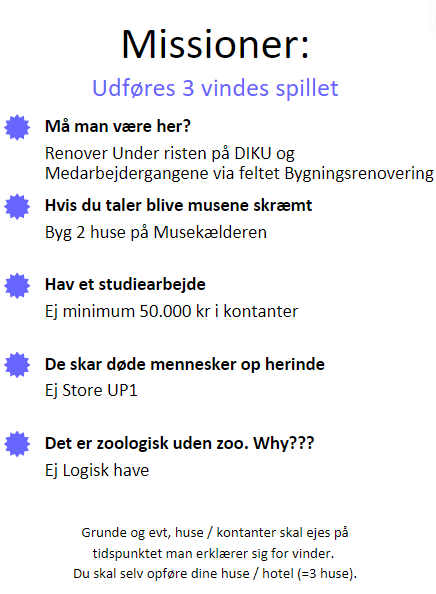 Missioner:
Udføres 3 vindes spillet
Må man være her?
Renover Under risten på DIKU og
Medarbejdergangene via feltet Bygningsrenovering
Hvis du taler blive musene skræmt
Byg 2 huse på Musekælderen
Hav et studiearbejde
Ej minimum 50.000 kr i kontanter
De skar døde mennesker op herinde
Ej Store UP1
Det er zoologisk uden zoo. Why???
Ej Logisk have
Grunde og evt, huse / kontanter skal ejes på
tidspunktet man erklærer sig for vinder.
Du skal selv opføre dine huse / hotel (=3 huse).